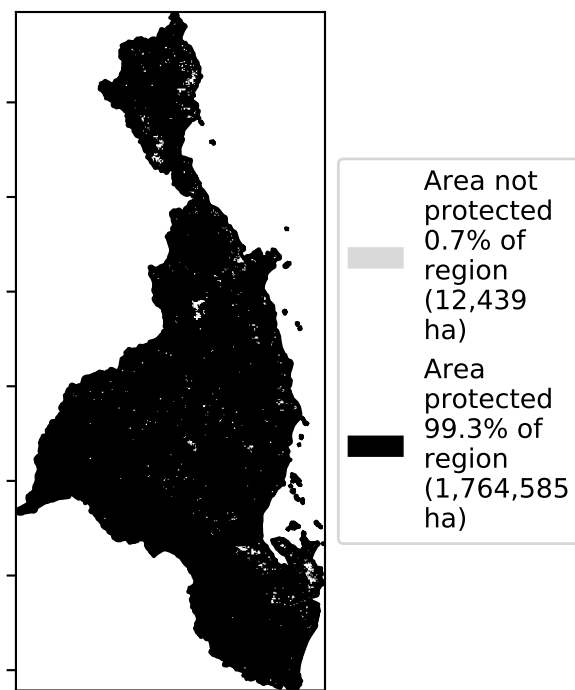 Area not
protected
0.7% of
region
(12,439
ha)
Area
protected
99.3% of
region
(1,764,585
ha)